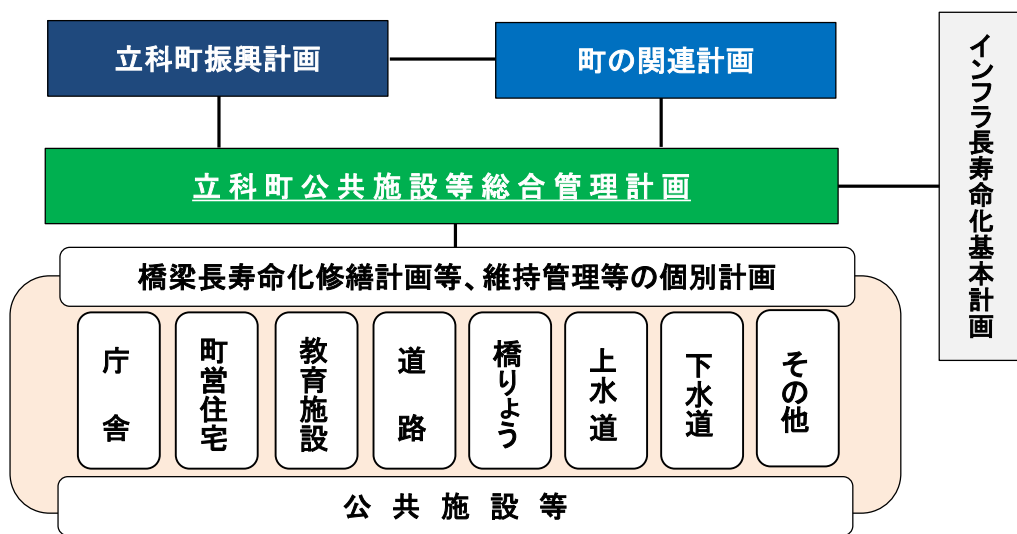 立科町振興計画
町の関連計画
インフラ長寿命化基本計画
立科町公共施設等総合管理計画
橋梁長寿命化修繕計画等、維持管理等の個別計画
庁舎
町営住宅
教育施設
道路
橋りょう
上水道
下水道
その他
公共施設等